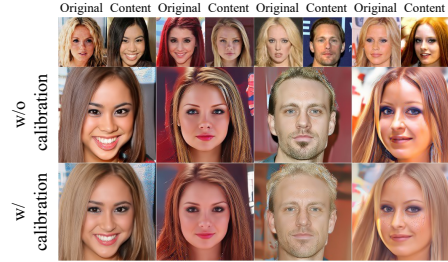 Original Content Original Content Original Content Original Content
w/o
calibration
w/
calibration